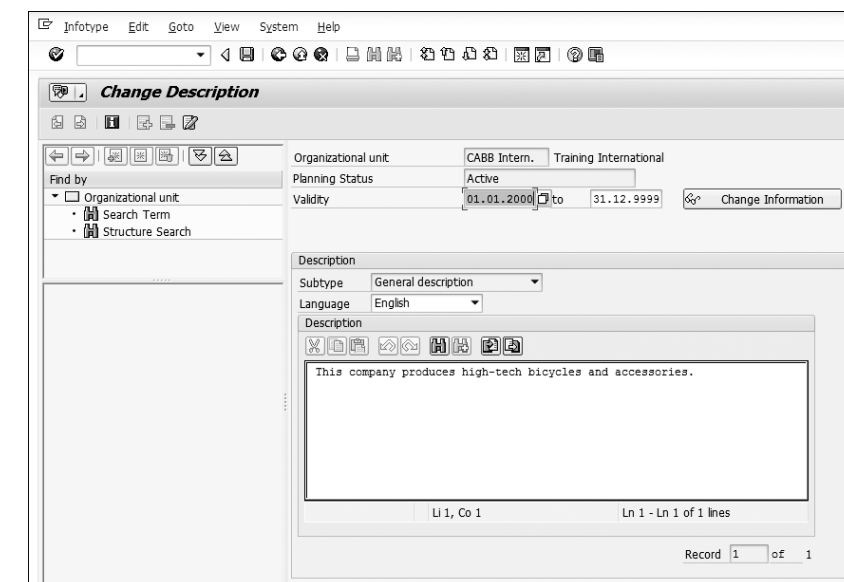 Infotype Edit Goto View System Help
Change Description
Find by
Organizational unit
Search Term
Structure Search
Organizational unit CABB Intern. Training International
Planning Status Active
Validity 01.01.2000 to 31.12.9999 Change Information
Description
Subtype General description
Language English
Description
This company produces high-tech bicycles and accessories.
Li 1, Co 1 Ln 1 - Ln 1 of 1 lines
Record 1 of 1